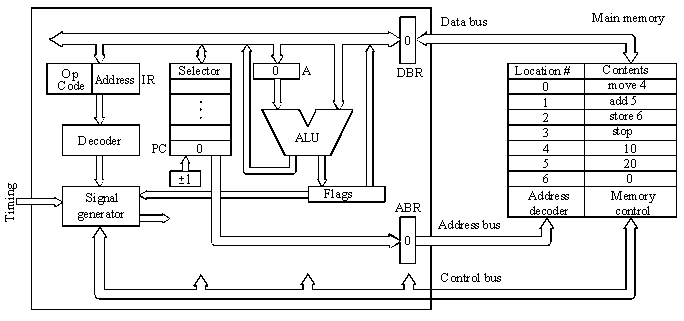 Data bus
Main memory
0
DBR
Op
Code
Address
IR
Selector
0
A
Location #
Contents
0
move 4
1
add 5
2
store 6
3
stop
4
10
5
20
6
0
Address
decoder
Memory
control
Decoder
PC
0
ALU
±1
Flags
Timing
Signal
generator
ABR
0
Address bus
Control bus